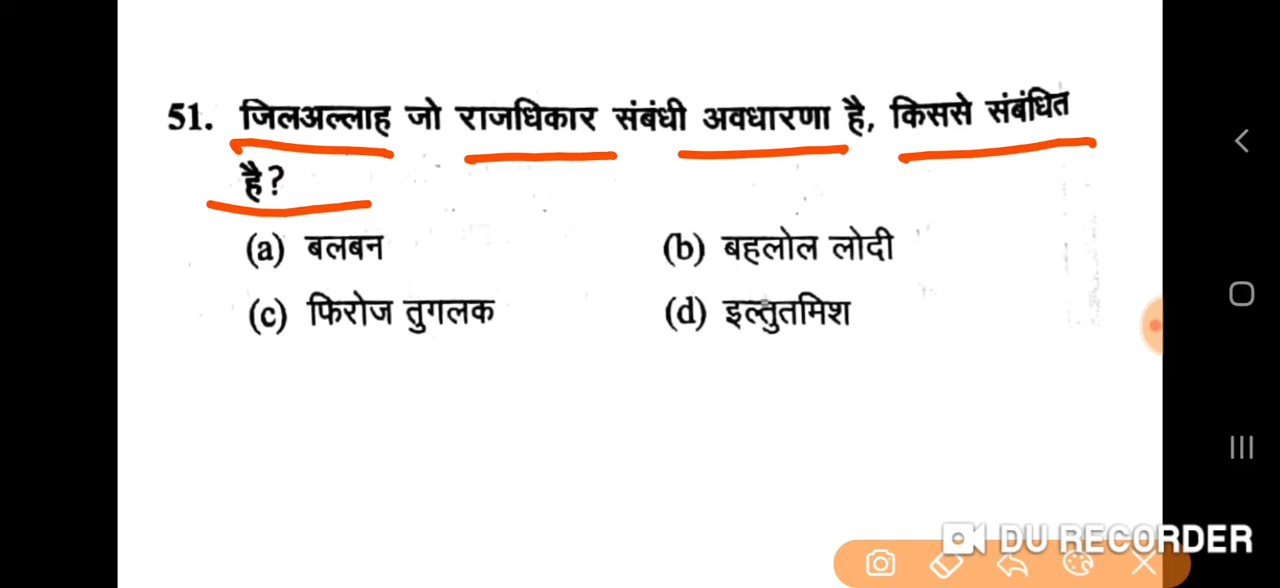 51. जिलअल्लाह जो राजधिकार संबंधी अवधारणा है, किससे संबंधित
है?
(a) बलबन (b) बहलोल लोदी
(c) फिरोज तुगलक (d) इल्तुतमिश
DU RECORDER